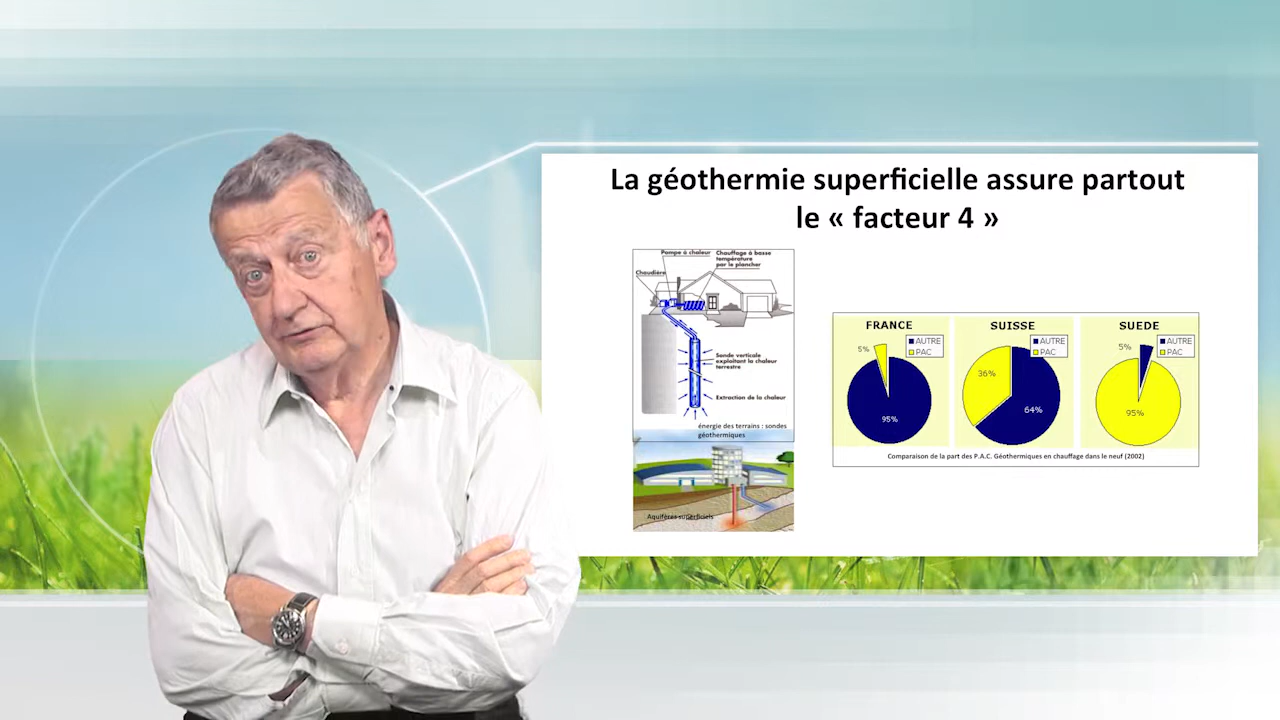 La géothermie superficielle assure partout
le « facteur 4 »
Pompe à chaleur
Chauffage à basse
température
par le plancher
Chaudière
Sonde verticale
exploitant la chaleur
terrestre
Extraction de la chaleur
énergie des terrains : sondes
géothermiques
Aquifères superficiels
FRANCE
AUTRE
PAC
5%
95%
SUISSE
AUTRE
PAC
36%
64%
SUEDE
AUTRE
PAC
5%
95%
Comparaison de la part des P.A.C. Géothermiques en chauffage dans le neuf (2002)